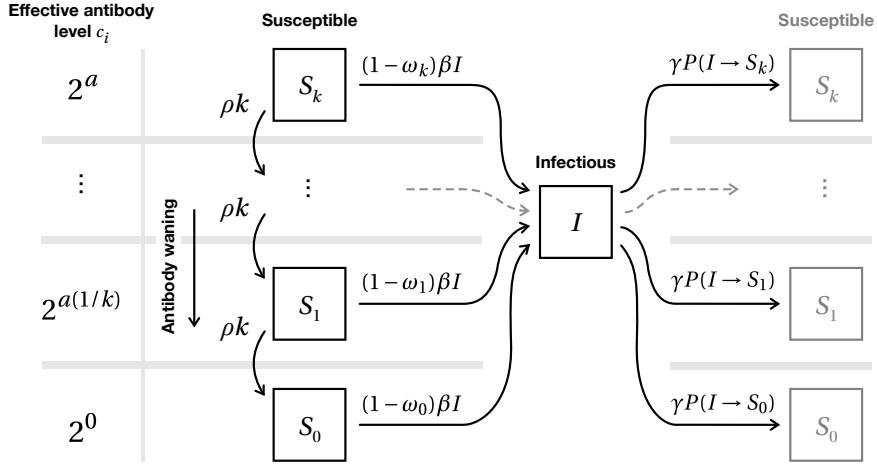 Effective antibody level c_i
Susceptible
Susceptible
2^a
S_k
(1 − ω_k)βI
γP(I → S_k)
S_k
ρk
⋮
⋮
Infectious
⋮
ρk
I
Antibody waning
2^{a(1/k)}
S_1
(1 − ω_1)βI
γP(I → S_1)
S_1
ρk
2^0
S_0
(1 − ω_0)βI
γP(I → S_0)
S_0